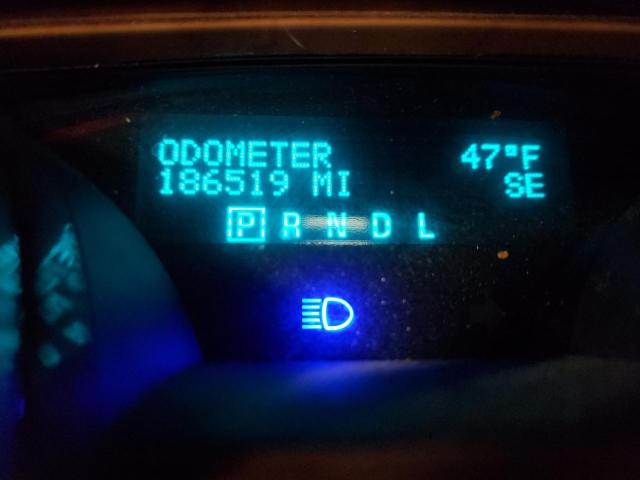 ODOMETER 47°F
186519 MI SE
P R N D L